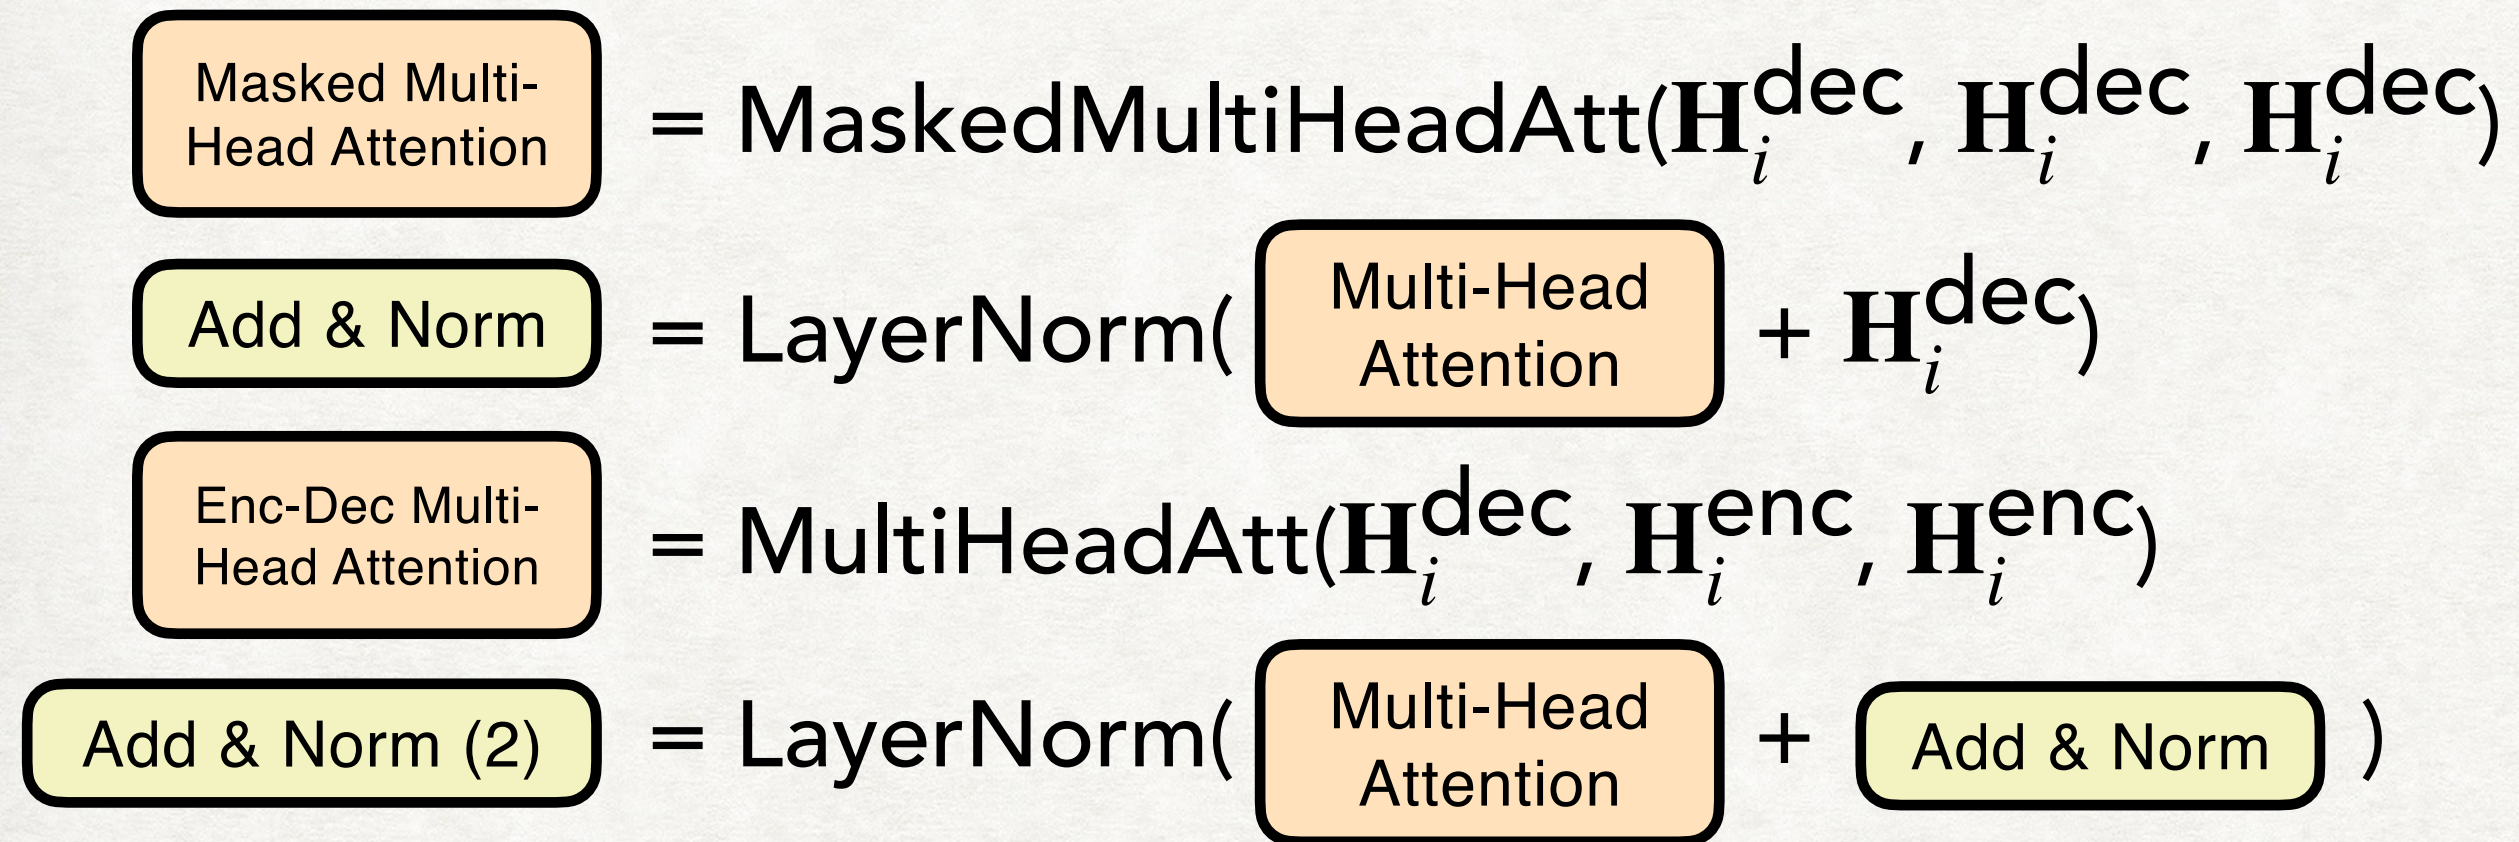 Masked Multi-
Head Attention
= MaskedMultiHeadAtt(H_i^dec, H_i^dec, H_i^dec)
Add & Norm = LayerNorm( Multi-Head
Attention + H_i^dec)
Enc-Dec Multi-
Head Attention
= MultiHeadAtt(H_i^dec, H_i^enc, H_i^enc)
Add & Norm (2) = LayerNorm( Multi-Head
Attention + Add & Norm )